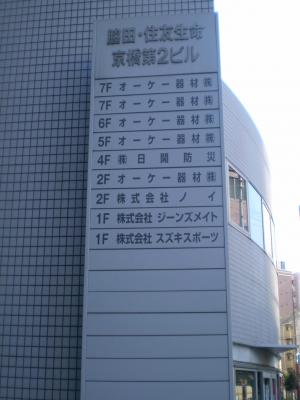 脇田・住友生命
京橋第2ビル
7F オーケー器材㈱
7F オーケー器材㈱
6F オーケー器材㈱
5F オーケー器材㈱
4F ㈱日開防災
2F オーケー器材㈱
2F 株式会社 ノイ
1F 株式会社 ジーンズメイト
1F 株式会社 スズキスポーツ